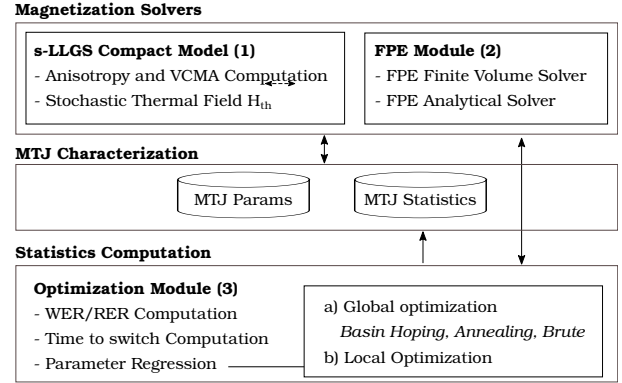 Magnetization Solvers
s-LLGS Compact Model (1)
- Anisotropy and VCMA Computation
- Stochastic Thermal Field Hth
FPE Module (2)
- FPE Finite Volume Solver
- FPE Analytical Solver
MTJ Characterization
MTJ Params
MTJ Statistics
Statistics Computation
Optimization Module (3)
- WER/RER Computation
- Time to switch Computation
- Parameter Regression
a) Global optimization
Basin Hoping, Annealing, Brute
b) Local Optimization